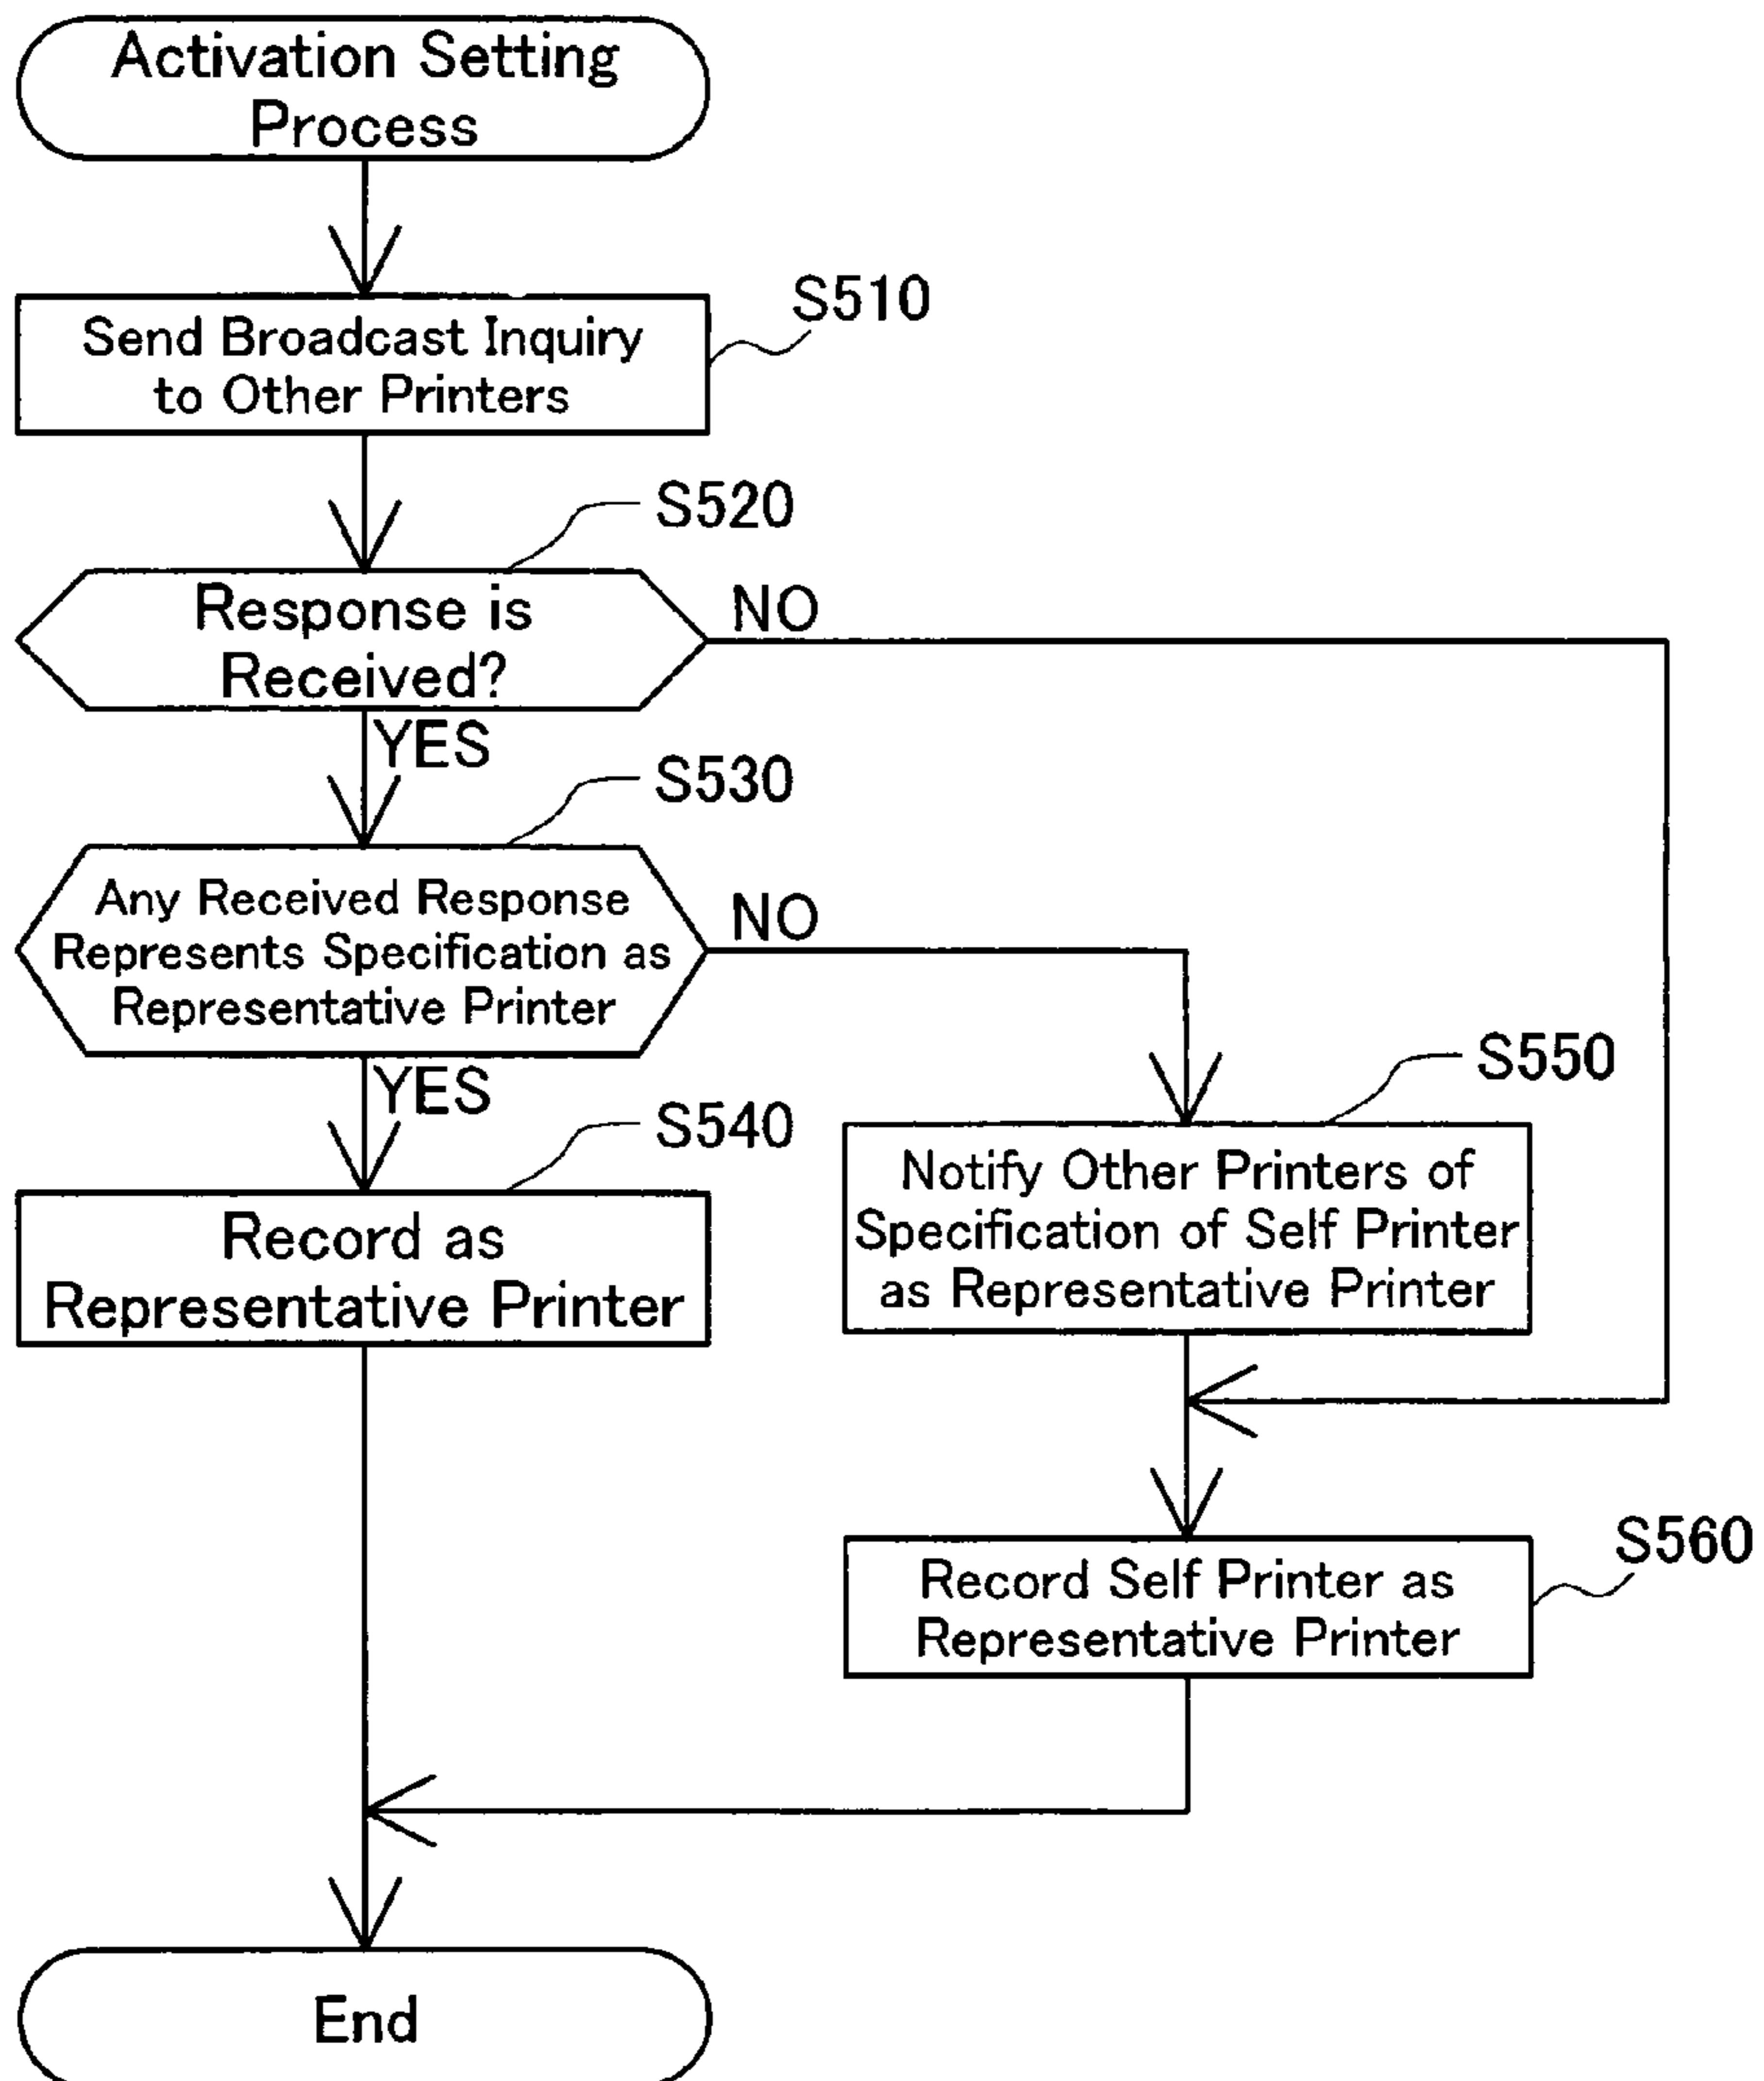 Activation Setting
Process
S510
Send Broadcast Inquiry
to Other Printers
S520
Response is
Received?
NO
YES
S530
Any Received Response
Represents Specification as
Representative Printer
NO
YES
S540
Record as
Representative Printer
S550
Notify Other Printers of
Specification of Self Printer
as Representative Printer
S560
Record Self Printer as
Representative Printer
End